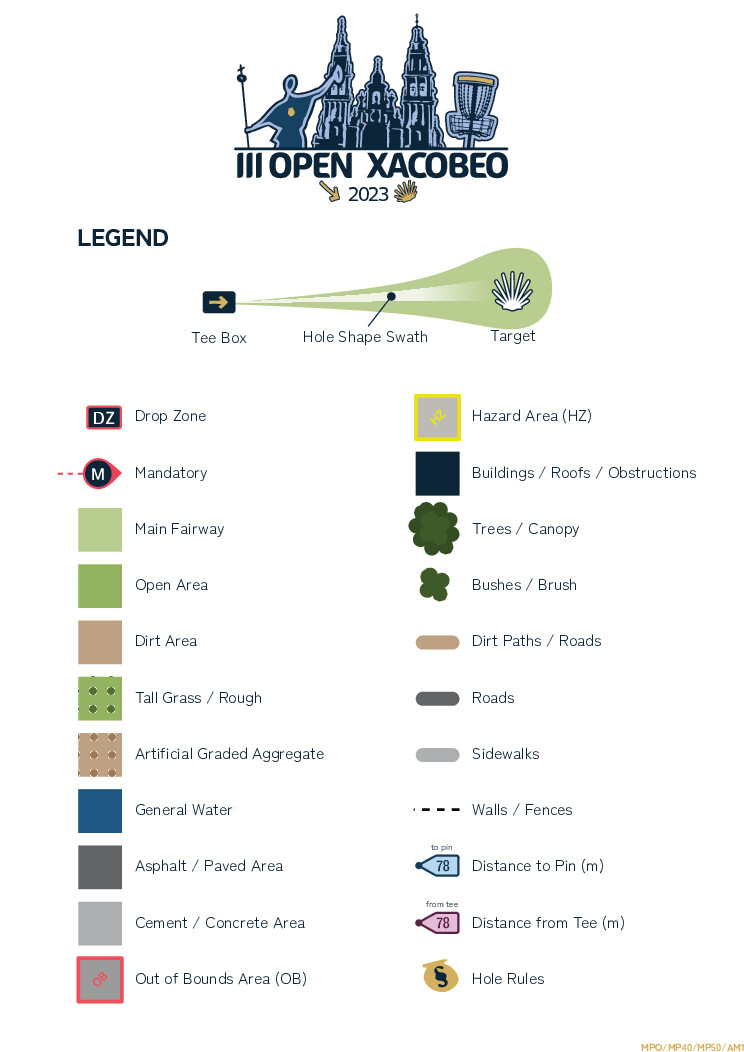 III OPEN XACOBEO
2023
LEGEND
Tee Box
Hole Shape Swath
Target
DZ
Drop Zone
M
Mandatory
Main Fairway
Open Area
Dirt Area
Tall Grass / Rough
Artificial Graded Aggregate
General Water
Asphalt / Paved Area
Cement / Concrete Area
OB
Out of Bounds Area (OB)
HZ
Hazard Area (HZ)
Buildings / Roofs / Obstructions
Trees / Canopy
Bushes / Brush
Dirt Paths / Roads
Roads
Sidewalks
Walls / Fences
to pin
78
Distance to Pin (m)
from tee
78
Distance from Tee (m)
§
Hole Rules
MPO/MP40/MP50/AM1